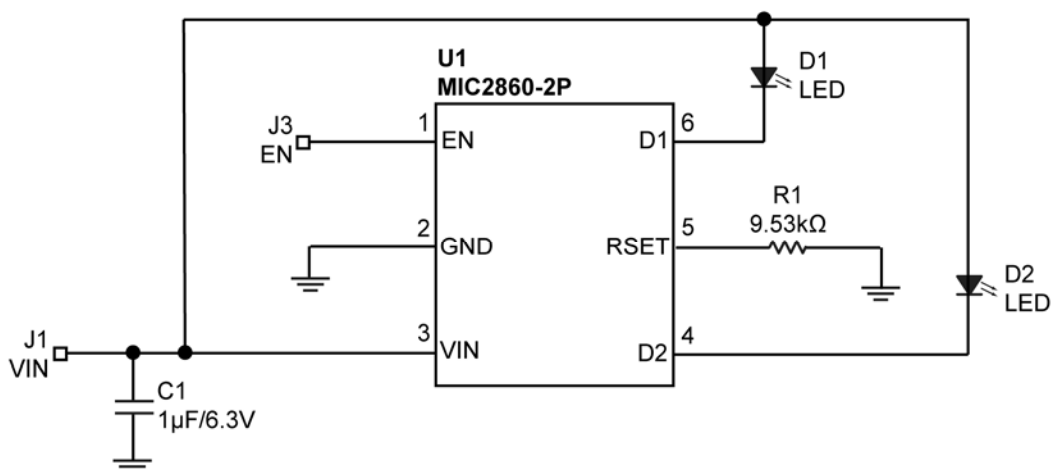 U1
MIC2860-2P
D1
LED
J3
EN
1
EN
6
D1
R1
9.53kΩ
2
GND
5
RSET
D2
LED
J1
VIN
3
VIN
4
D2
C1
1µF/6.3V